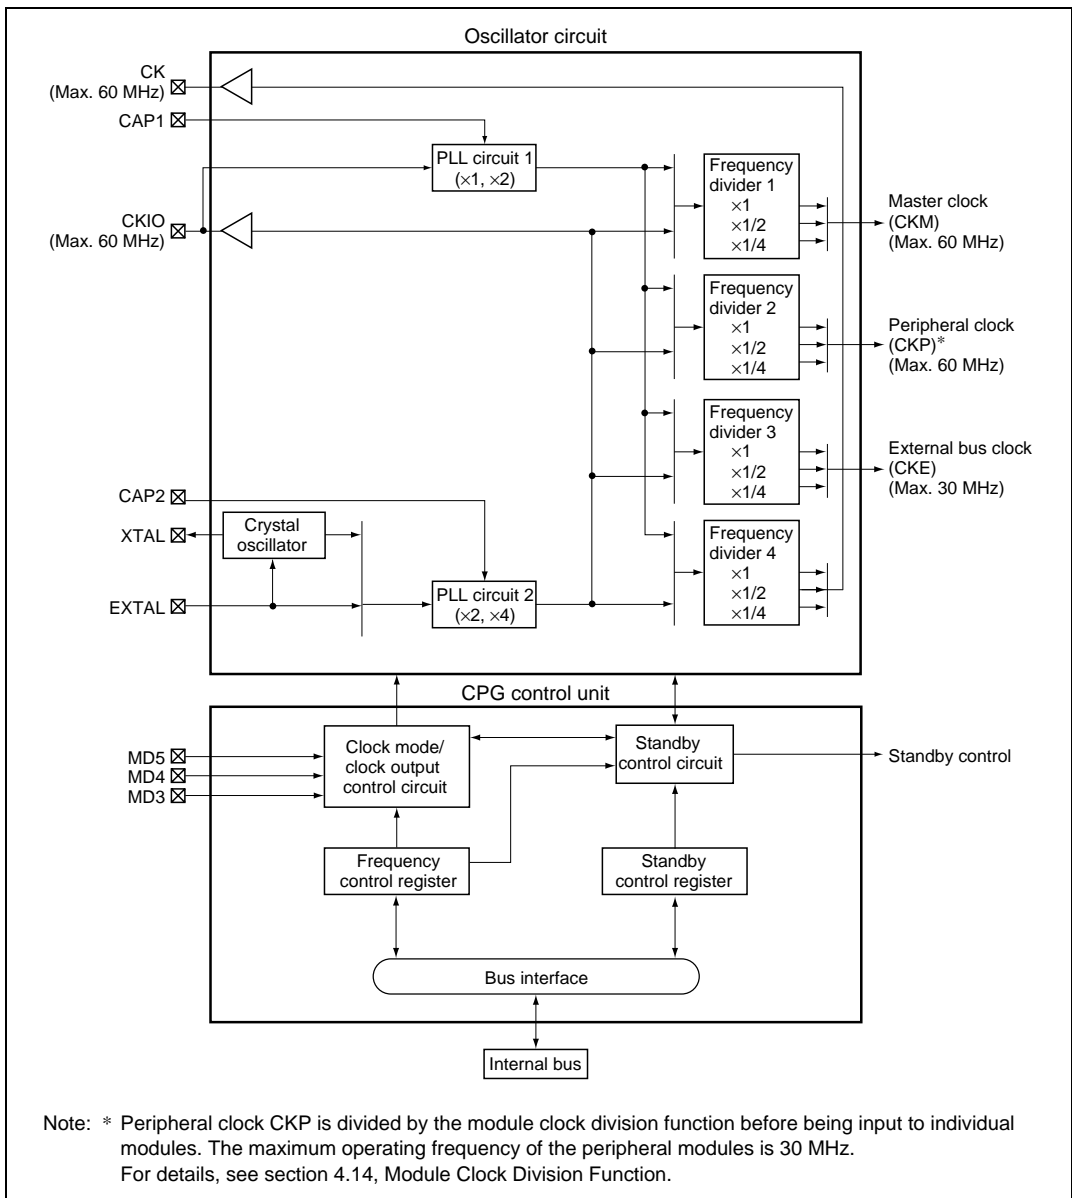 Oscillator circuit
CK
(Max. 60 MHz)
CAP1
PLL circuit 1
(×1, ×2)
CKIO
(Max. 60 MHz)
Frequency
divider 1
×1
×1/2
×1/4
Master clock
(CKM)
(Max. 60 MHz)
Frequency
divider 2
×1
×1/2
×1/4
Peripheral clock
(CKP)*
(Max. 60 MHz)
Frequency
divider 3
×1
×1/2
×1/4
External bus clock
(CKE)
(Max. 30 MHz)
CAP2
XTAL
Crystal
oscillator
EXTAL
PLL circuit 2
(×2, ×4)
Frequency
divider 4
×1
×1/2
×1/4
CPG control unit
MD5
MD4
MD3
Clock mode/
clock output
control circuit
Standby
control circuit
Standby control
Frequency
control register
Standby
control register
Bus interface
Internal bus
Note: * Peripheral clock CKP is divided by the module clock division function before being input to individual
modules. The maximum operating frequency of the peripheral modules is 30 MHz.
For details, see section 4.14, Module Clock Division Function.